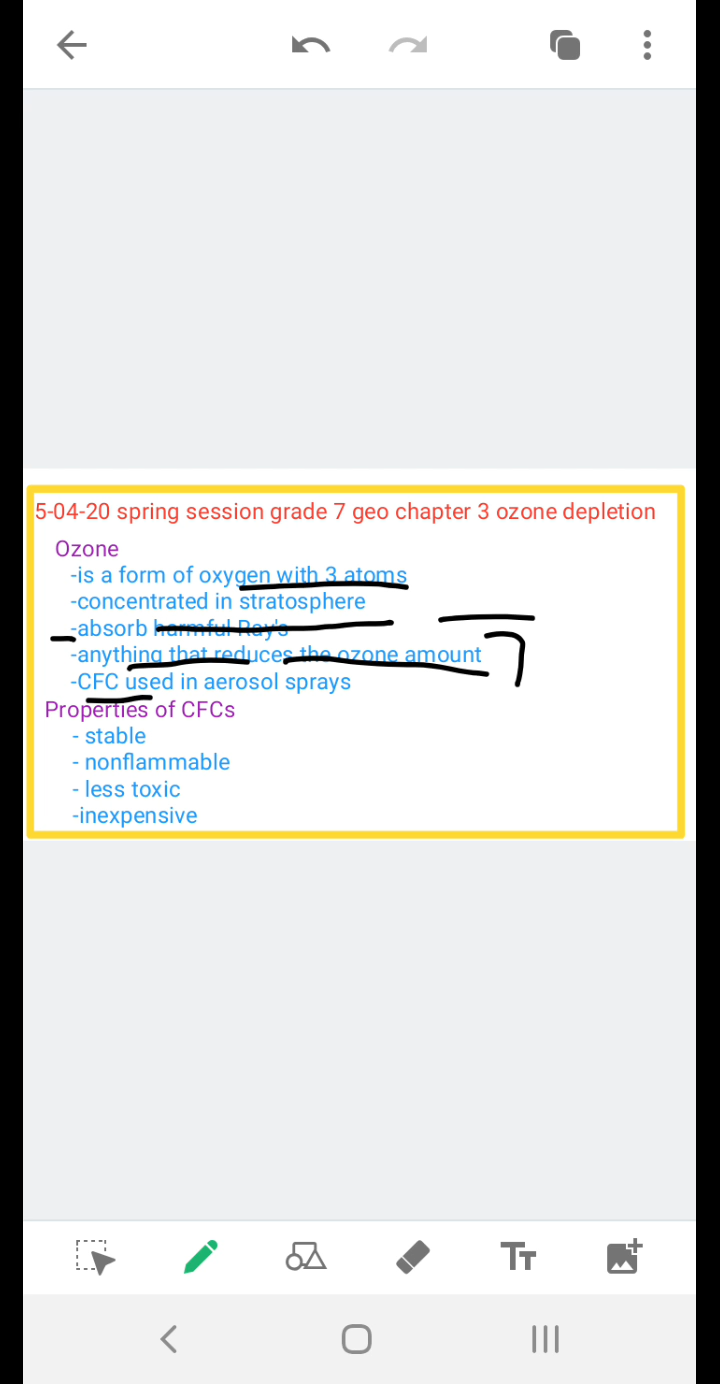 5-04-20 spring session grade 7 geo chapter 3 ozone depletion
Ozone
-is a form of oxygen with 3 atoms
-concentrated in stratosphere
-absorb harmful Ray's
-anything that reduces the ozone amount
-CFC used in aerosol sprays
Properties of CFCs
- stable
- nonflammable
- less toxic
-inexpensive